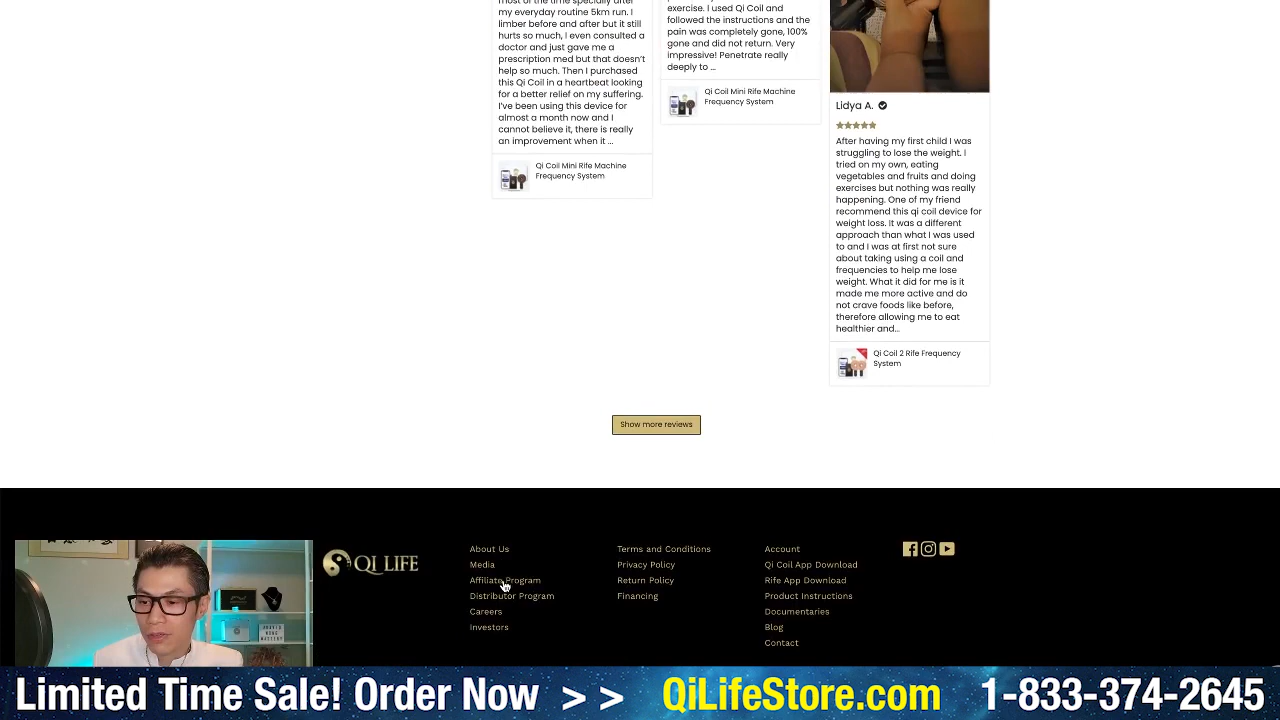 most of the time specially after
my everyday routine 5km run. I
limber before and after but it still
hurts so much, I even consulted a
doctor and just gave me a
prescription med but that doesn't
help so much. Then I purchased
this Qi Coil in a heartbeat looking
for a better relief on my suffering.
I've been using this device for
almost a month now and I
cannot believe it, there is really
an improvement when it ...
Qi Coil Mini Rife Machine
Frequency System
exercise. I used Qi Coil and
followed the instructions and the
pain was completely gone, 100%
gone and did not return. Very
impressive! Penetrate really
deeply to ...
Qi Coil Mini Rife Machine
Frequency System
Lidya A.
After having my first child I was
struggling to lose the weight. I
tried on my own, eating
vegetables and fruits and doing
exercises but nothing was really
happening. One of my friend
recommend this qi coil device for
weight loss. It was a different
approach than what I was used
to and I was at first not sure
about taking using a coil and
frequencies to help me lose
weight. What it did for me is it
made me more active and do
not crave foods like before,
therefore allowing me to eat
healthier and...
Qi Coil 2 Rife Frequency
System
Show more reviews
QI LIFE
About Us
Media
Affiliate Program
Distributor Program
Careers
Investors
Terms and Conditions
Privacy Policy
Return Policy
Financing
Account
Qi Coil App Download
Rife App Download
Product Instructions
Documentaries
Blog
Contact
Limited Time Sale! Order Now > > QiLifeStore.com 1-833-374-2645